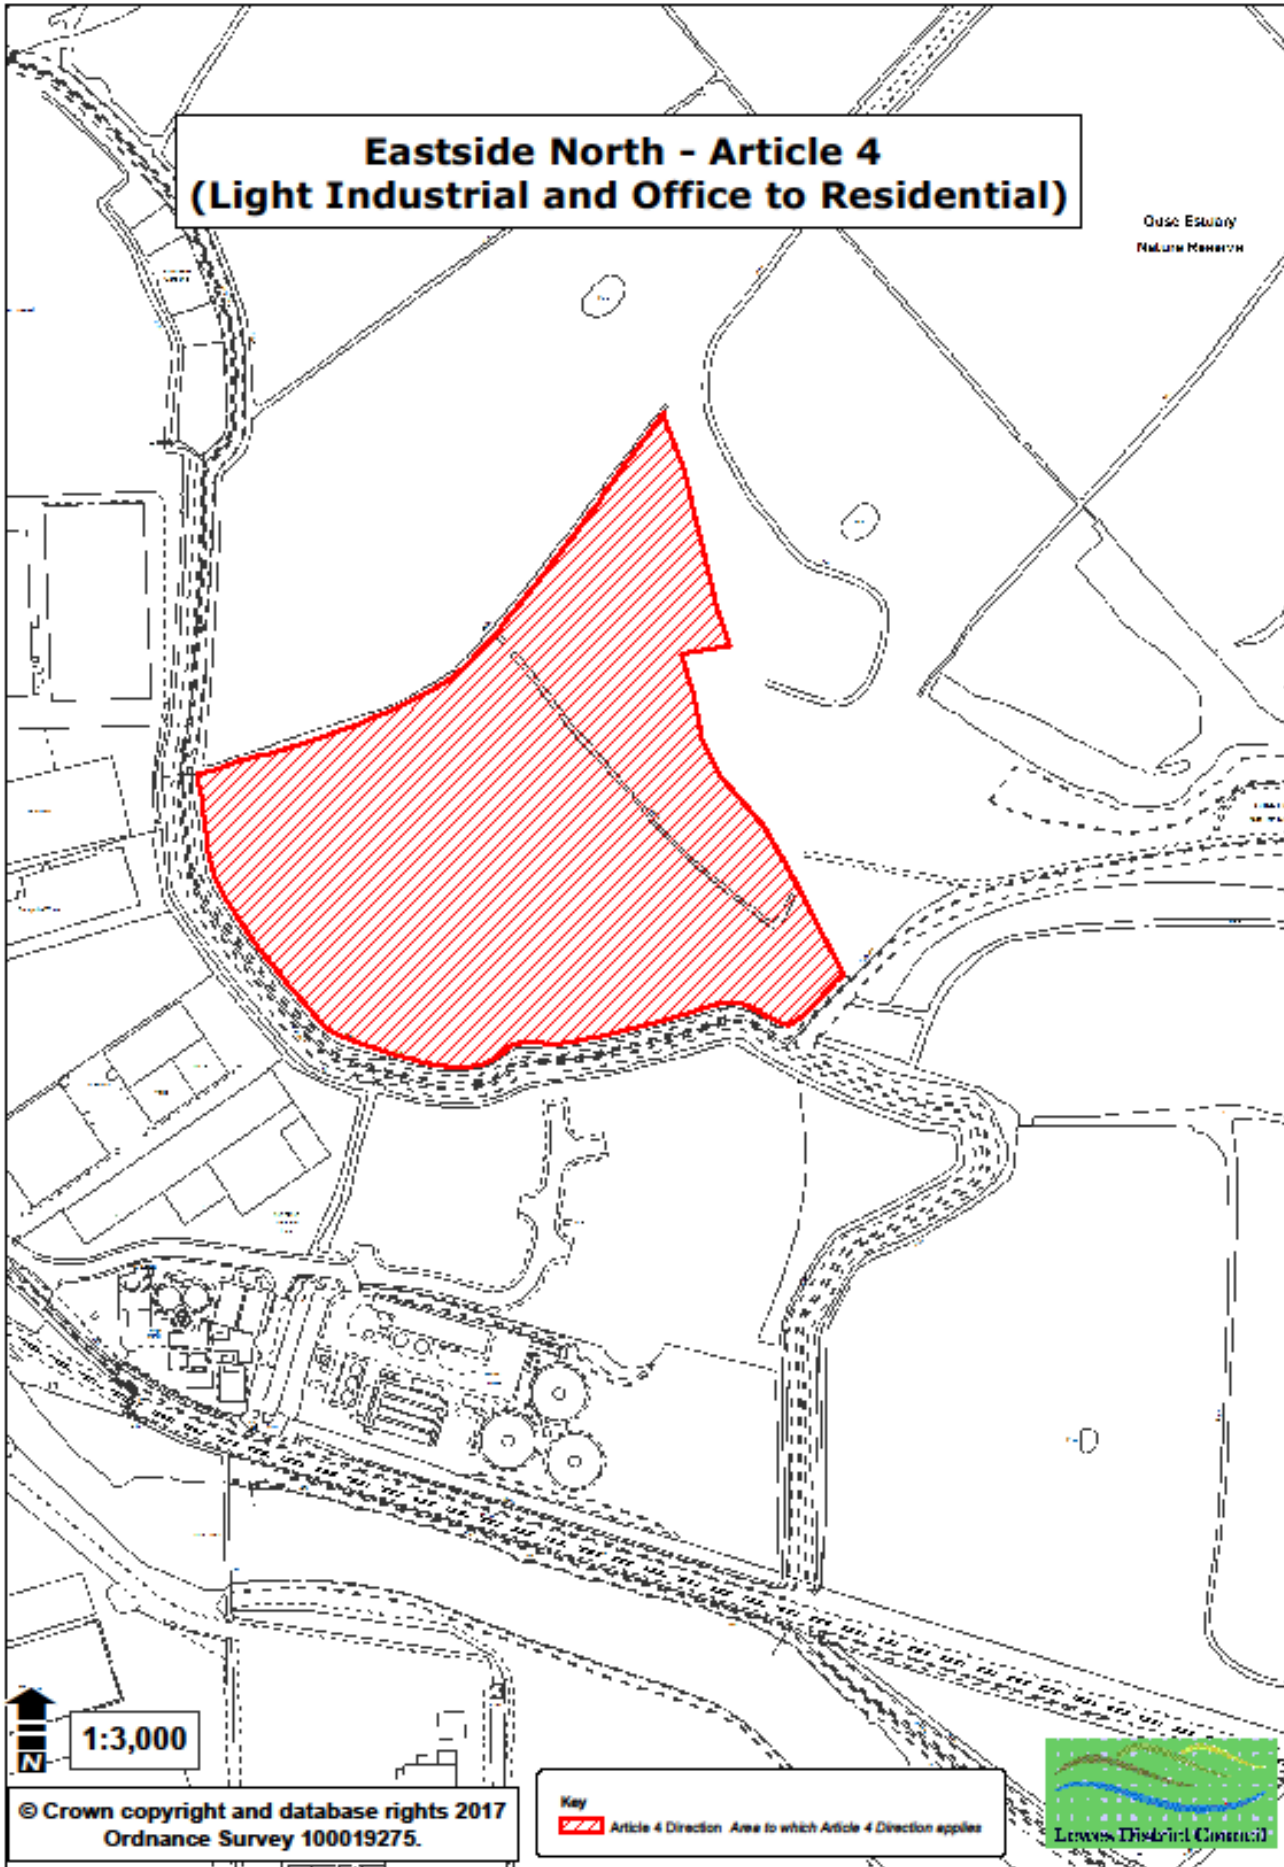 Eastside North - Article 4
(Light Industrial and Office to Residential)
Ouse Estuary
Nature Reserve
N
1:3,000
© Crown copyright and database rights 2017
Ordnance Survey 100019275.
Key
Article 4 Direction Area to which Article 4 Direction applies
Lewes District Council